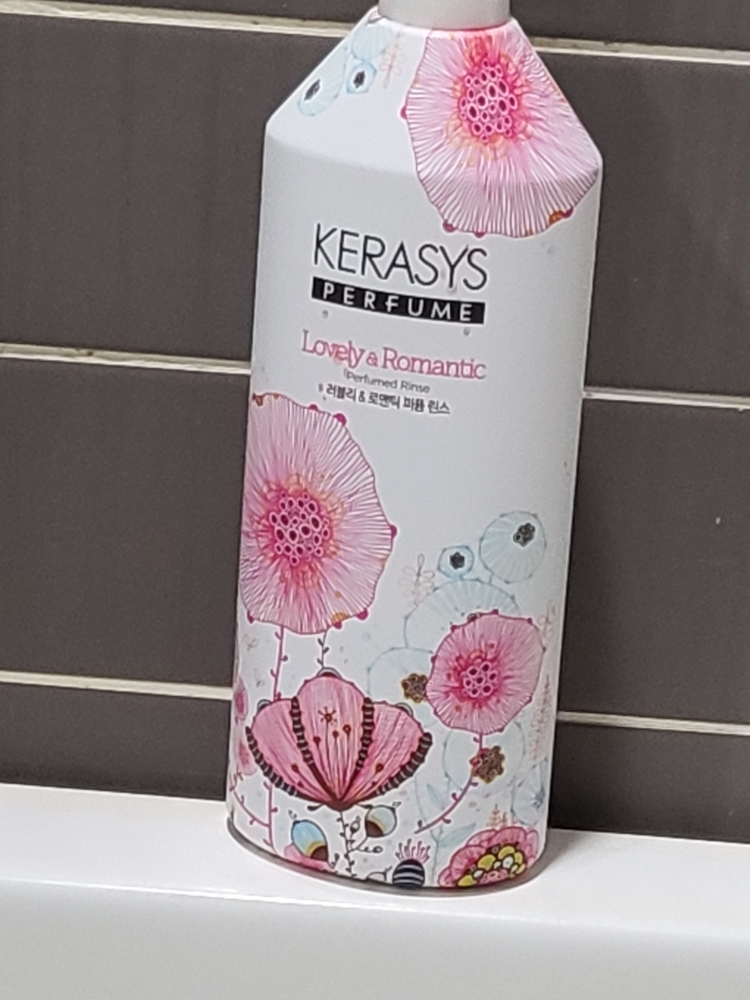 KERASYS
PERFUME
Lovely & Romantic
Perfumed Rinse
러블리 & 로맨틱 퍼퓸 린스